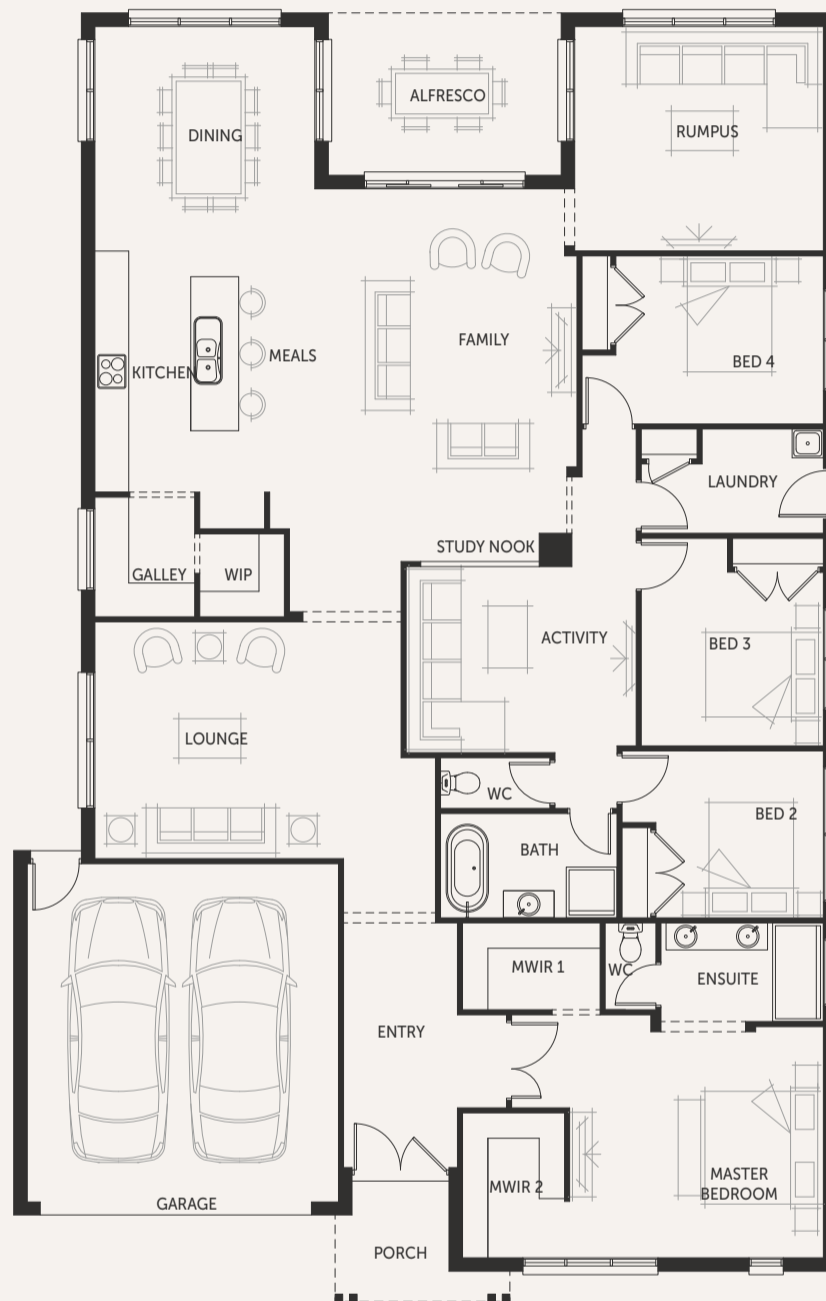 ALFRESCO
DINING
RUMPUS
FAMILY
MEALS
KITCHEN
BED 4
LAUNDRY
STUDY NOOK
GALLEY
WIP
ACTIVITY
BED 3
LOUNGE
WC
BED 2
BATH
MWIR 1
WC
ENSUITE
ENTRY
MWIR 2
MASTER
BEDROOM
GARAGE
PORCH